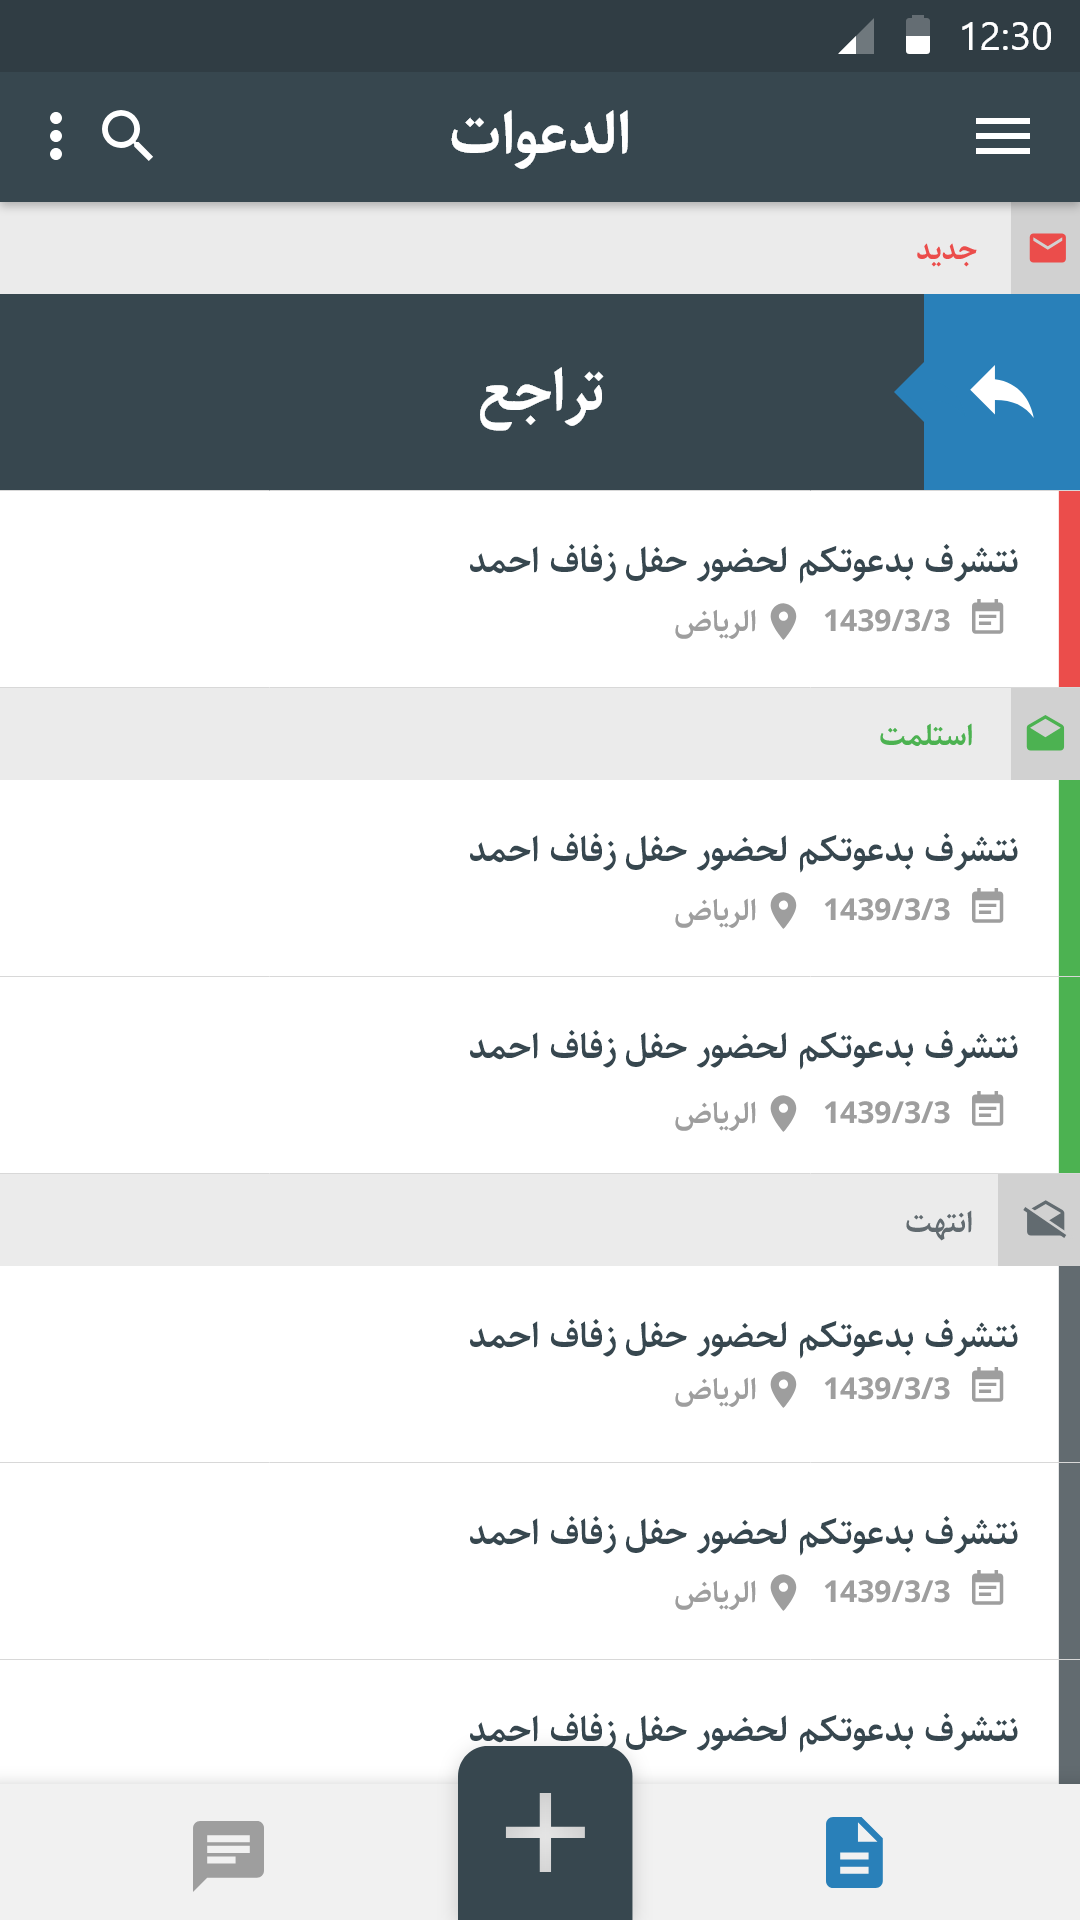 12:30
الدعوات
جديد
تراجع
نتشرف بدعوتكم لحضور حفل زفاف احمد
1439/3/3 الرياض
استلمت
نتشرف بدعوتكم لحضور حفل زفاف احمد
1439/3/3 الرياض
نتشرف بدعوتكم لحضور حفل زفاف احمد
1439/3/3 الرياض
انتهت
نتشرف بدعوتكم لحضور حفل زفاف احمد
1439/3/3 الرياض
نتشرف بدعوتكم لحضور حفل زفاف احمد
1439/3/3 الرياض
نتشرف بدعوتكم لحضور حفل زفاف احمد